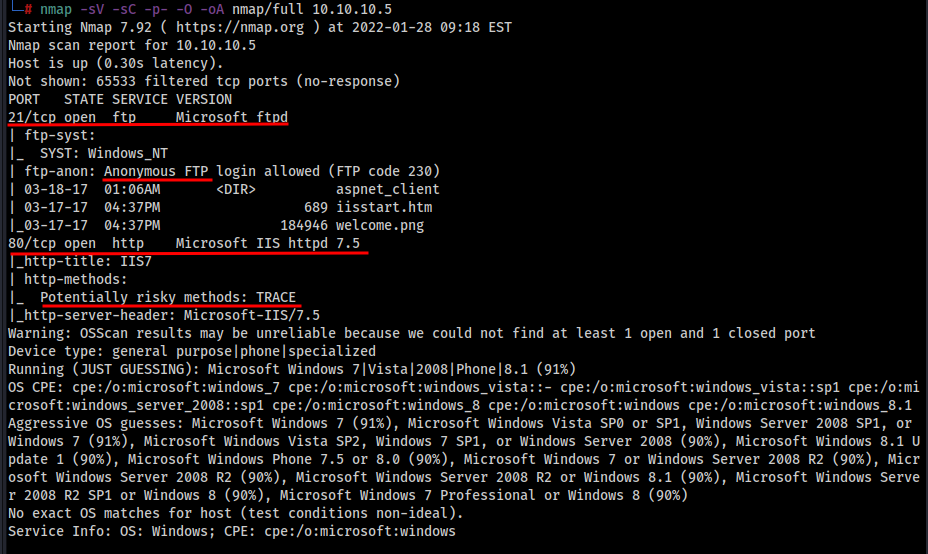 └─# nmap -sV -sC -p- -O -oA nmap/full 10.10.10.5
Starting Nmap 7.92 ( https://nmap.org ) at 2022-01-28 09:18 EST
Nmap scan report for 10.10.10.5
Host is up (0.30s latency).
Not shown: 65533 filtered tcp ports (no-response)
PORT   STATE SERVICE VERSION
21/tcp open  ftp     Microsoft ftpd
| ftp-syst:
|_  SYST: Windows_NT
| ftp-anon: Anonymous FTP login allowed (FTP code 230)
| 03-18-17  01:06AM       <DIR>          aspnet_client
| 03-17-17  04:37PM                  689 iisstart.htm
|_03-17-17  04:37PM               184946 welcome.png
80/tcp open  http    Microsoft IIS httpd 7.5
|_http-title: IIS7
| http-methods:
|_  Potentially risky methods: TRACE
|_http-server-header: Microsoft-IIS/7.5
Warning: OSScan results may be unreliable because we could not find at least 1 open and 1 closed port
Device type: general purpose|phone|specialized
Running (JUST GUESSING): Microsoft Windows 7|Vista|2008|Phone|8.1 (91%)
OS CPE: cpe:/o:microsoft:windows_7 cpe:/o:microsoft:windows_vista::- cpe:/o:microsoft:windows_vista::sp1 cpe:/o:mi
crosoft:windows_server_2008::sp1 cpe:/o:microsoft:windows_8 cpe:/o:microsoft:windows cpe:/o:microsoft:windows_8.1
Aggressive OS guesses: Microsoft Windows 7 (91%), Microsoft Windows Vista SP0 or SP1, Windows Server 2008 SP1, or
Windows 7 (91%), Microsoft Windows Vista SP2, Windows 7 SP1, or Windows Server 2008 (90%), Microsoft Windows 8.1 U
pdate 1 (90%), Microsoft Windows Phone 7.5 or 8.0 (90%), Microsoft Windows 7 or Windows Server 2008 R2 (90%), Micr
osoft Windows Server 2008 R2 (90%), Microsoft Windows Server 2008 R2 or Windows 8.1 (90%), Microsoft Windows Serve
r 2008 R2 SP1 or Windows 8 (90%), Microsoft Windows 7 Professional or Windows 8 (90%)
No exact OS matches for host (test conditions non-ideal).
Service Info: OS: Windows; CPE: cpe:/o:microsoft:windows